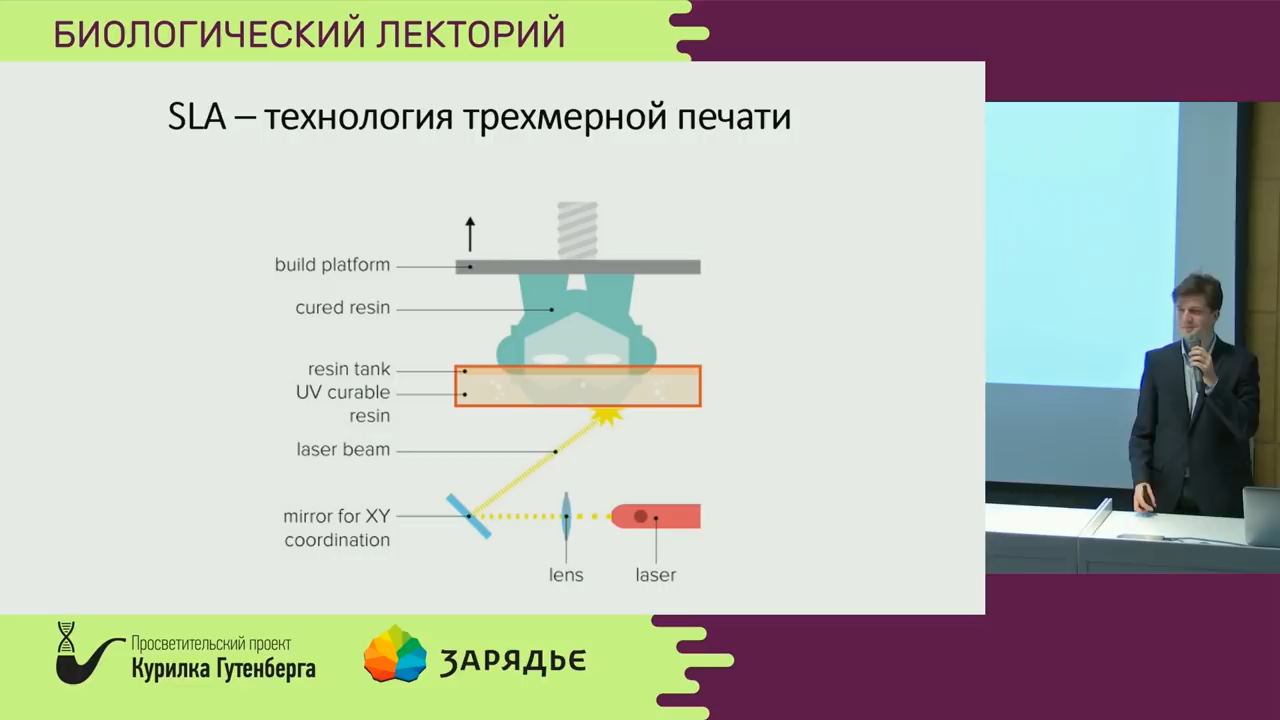 БИОЛОГИЧЕСКИЙ ЛЕКТОРИЙ
SLA – технология трехмерной печати
build platform
cured resin
resin tank
UV curable
resin
laser beam
mirror for XY
coordination
lens
laser
Просветительский проект
Курилка Гутенберга
ЗАРЯДЬЕ